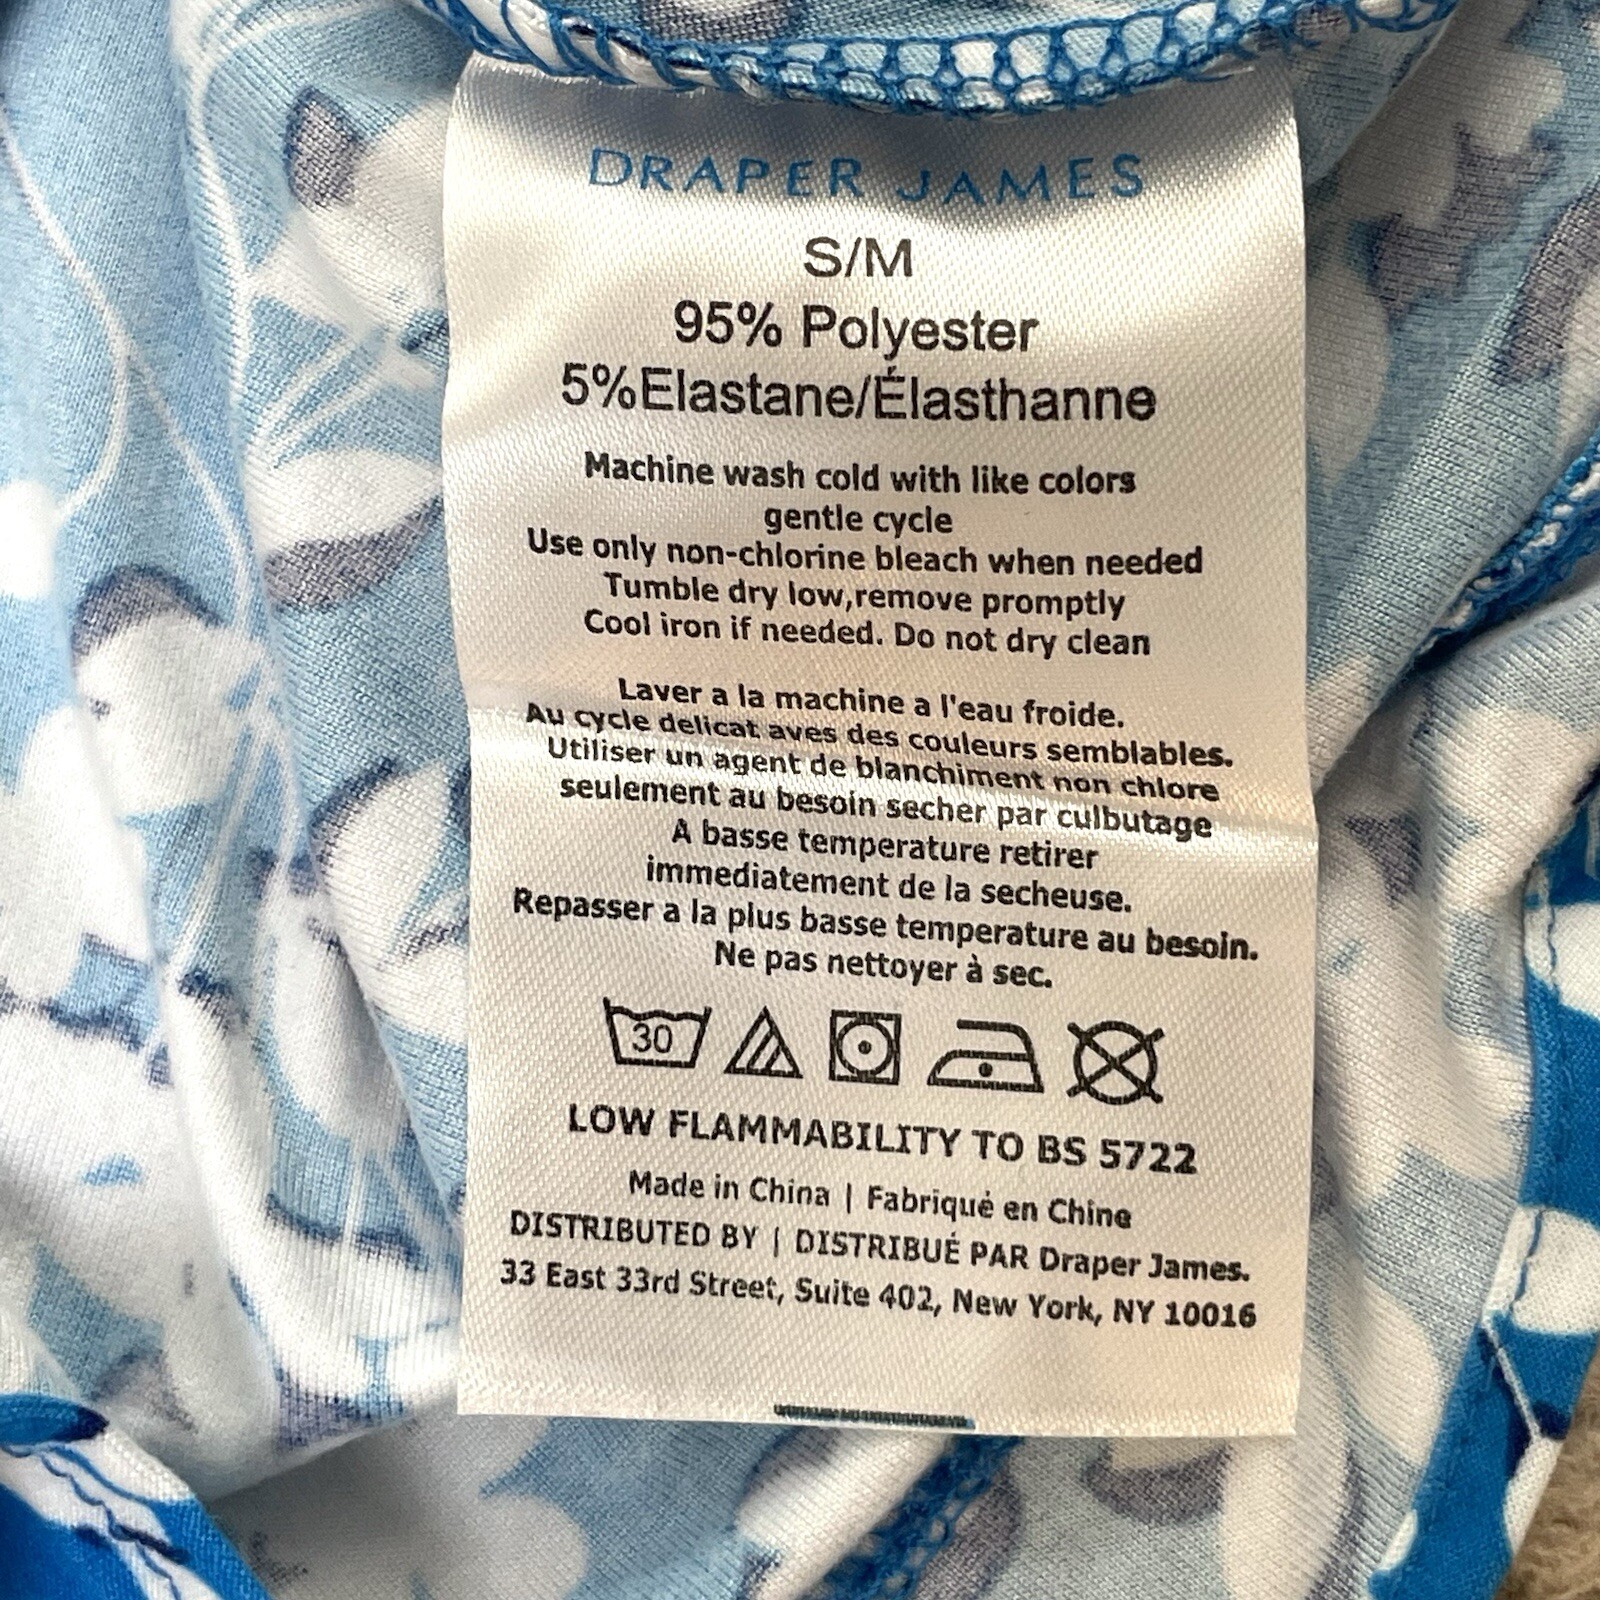 DRAPER JAMES
S/M
95% Polyester
5%Elastane/Élasthanne
Machine wash cold with like colors
gentle cycle
Use only non-chlorine bleach when needed
Tumble dry low,remove promptly
Cool iron if needed. Do not dry clean
Laver a la machine a l'eau froide.
Au cycle delicat aves des couleurs semblables.
Utiliser un agent de blanchiment non chlore
seulement au besoin secher par culbutage
A basse temperature retirer
immediatement de la secheuse.
Repasser a la plus basse temperature au besoin.
Ne pas nettoyer à sec.
30
LOW FLAMMABILITY TO BS 5722
Made in China | Fabriqué en Chine
DISTRIBUTED BY | DISTRIBUÉ PAR Draper James.
33 East 33rd Street, Suite 402, New York, NY 10016